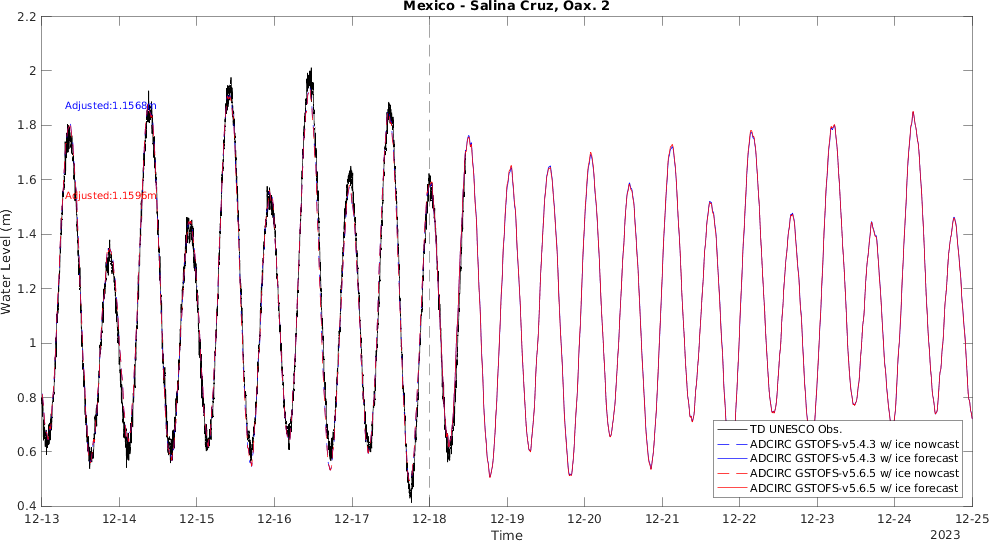 Mexico - Salina Cruz, Oax. 2
2.2
2
1.8
1.6
1.4
1.2
1
0.8
0.6
0.4
Water Level (m)
Adjusted:1.1568m
Adjusted:1.1596m
TD UNESCO Obs.
ADCIRC GSTOFS-v5.4.3 w/ ice nowcast
ADCIRC GSTOFS-v5.4.3 w/ ice forecast
ADCIRC GSTOFS-v5.6.5 w/ ice nowcast
ADCIRC GSTOFS-v5.6.5 w/ ice forecast
12-13 12-14 12-15 12-16 12-17 12-18 12-19 12-20 12-21 12-22 12-23 12-24 12-25
Time
2023